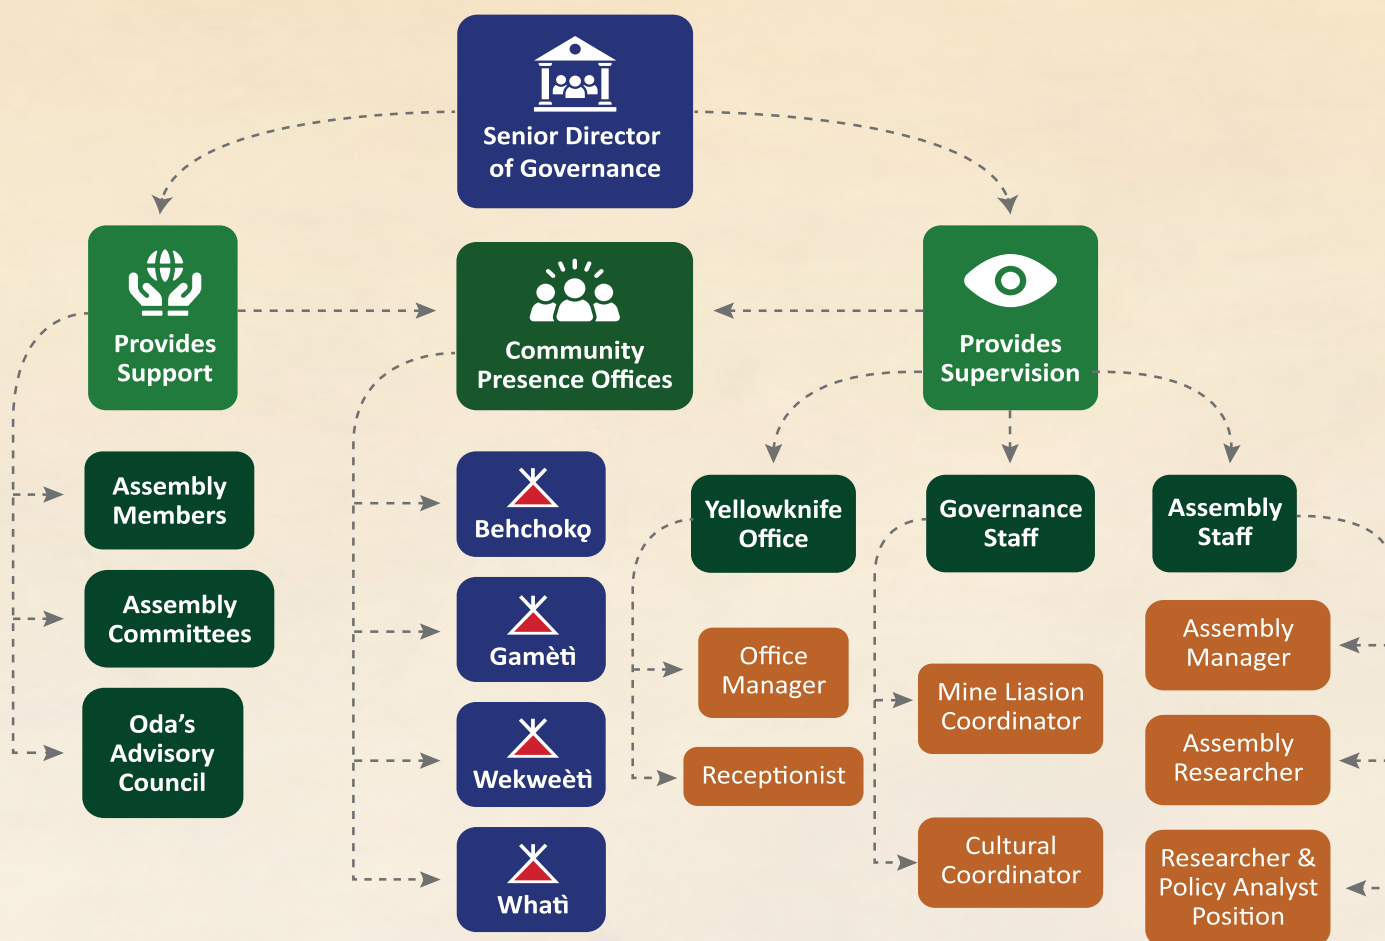 Senior Director
of Governance
Provides
Support
Community
Presence Offices
Provides
Supervision
Assembly
Members
Assembly
Committees
Oda’s
Advisory
Council
Behchokǫ
Gamètì
Wekweètì
Whatì
Yellowknife
Office
Office
Manager
Receptionist
Governance
Staff
Mine Liasion
Coordinator
Cultural
Coordinator
Assembly
Staff
Assembly
Manager
Assembly
Researcher
Researcher &
Policy Analyst
Position